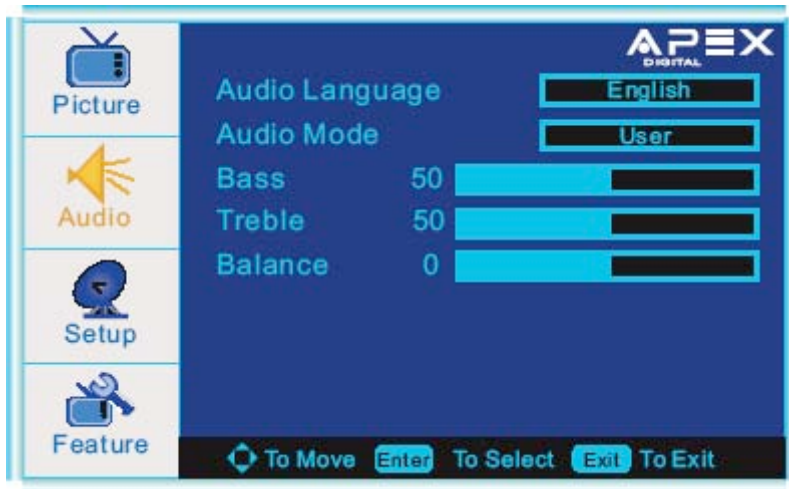 APEX
DIGITAL
Picture
Audio
Setup
Feature
Audio Language English
Audio Mode User
Bass 50
Treble 50
Balance 0
To Move Enter To Select Exit To Exit